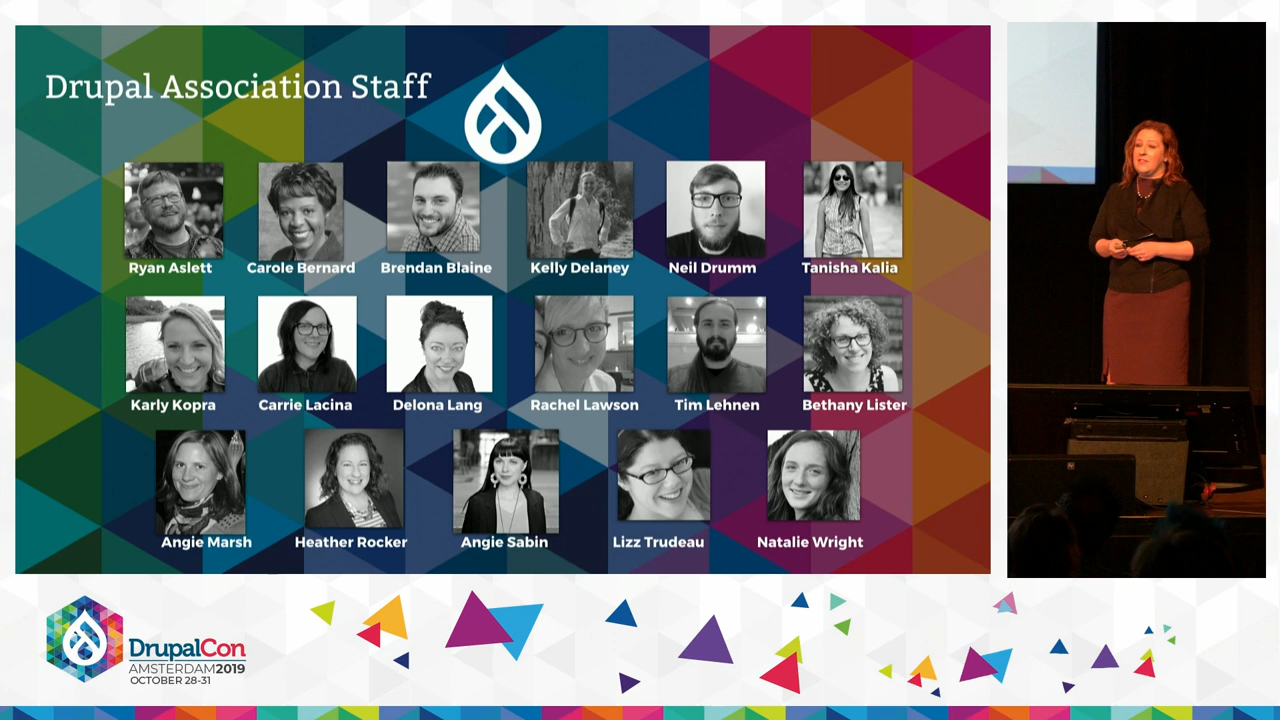 Drupal Association Staff
Ryan Aslett
Carole Bernard
Brendan Blaine
Kelly Delaney
Neil Drumm
Tanisha Kalia
Karly Kopra
Carrie Lacina
Delona Lang
Rachel Lawson
Tim Lehnen
Bethany Lister
Angie Marsh
Heather Rocker
Angie Sabin
Lizz Trudeau
Natalie Wright
DrupalCon
AMSTERDAM2019
OCTOBER 28-31